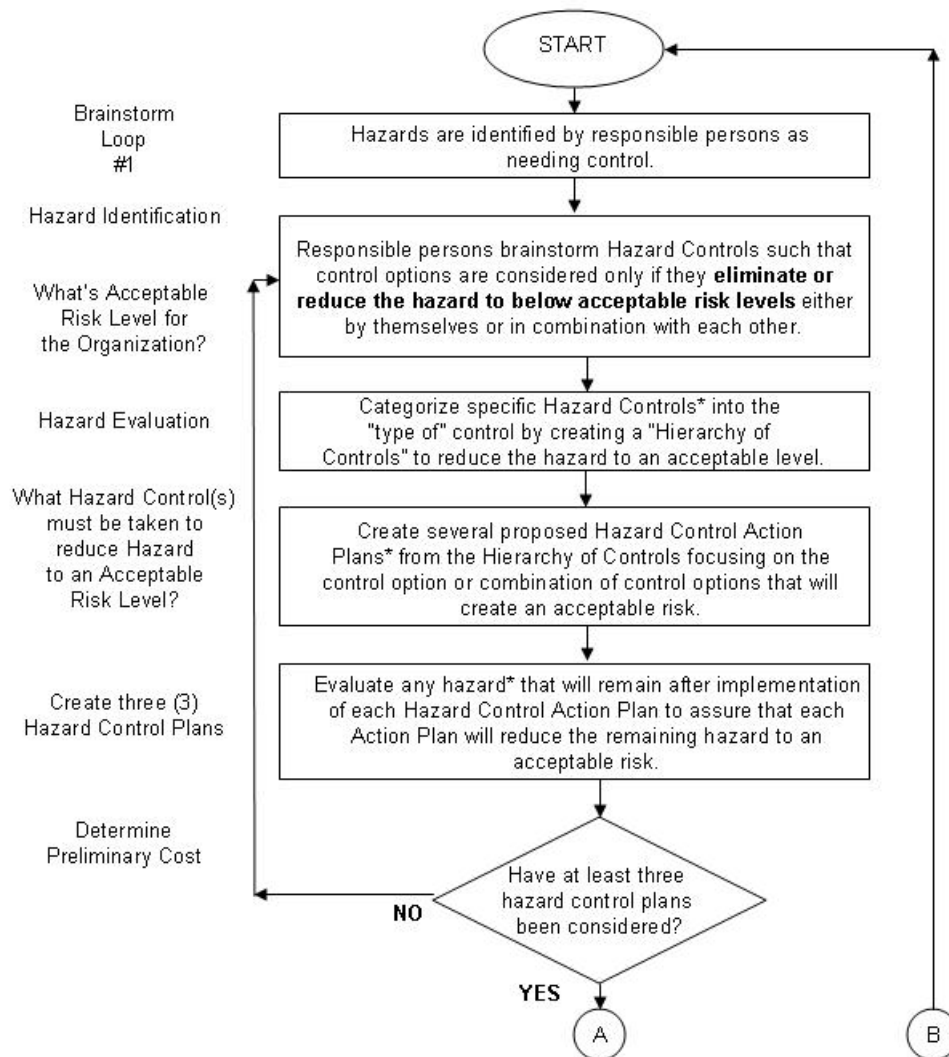 START
Brainstorm
Loop
#1
Hazards are identified by responsible persons as
needing control.
Hazard Identification
Responsible persons brainstorm Hazard Controls such that
control options are considered only if they eliminate or
reduce the hazard to below acceptable risk levels either
by themselves or in combination with each other.
What's Acceptable
Risk Level for
the Organization?
Hazard Evaluation
Categorize specific Hazard Controls* into the
"type of" control by creating a "Hierarchy of
Controls" to reduce the hazard to an acceptable level.
What Hazard Control(s)
must be taken to
reduce Hazard
to an Acceptable
Risk Level?
Create several proposed Hazard Control Action
Plans* from the Hierarchy of Controls focusing on the
control option or combination of control options that will
create an acceptable risk.
Create three (3)
Hazard Control Plans
Evaluate any hazard* that will remain after implementation
of each Hazard Control Action Plan to assure that each
Action Plan will reduce the remaining hazard to an
acceptable risk.
Determine
Preliminary Cost
Have at least three
hazard control plans
been considered?
NO
YES
A
B